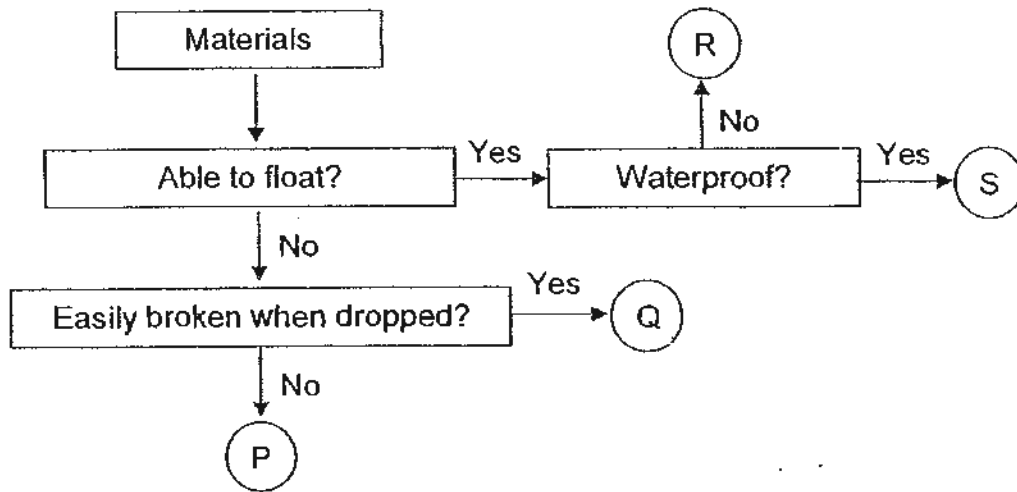 Materials
R
No
Able to float?
Yes
Waterproof?
Yes
S
No
Easily broken when dropped?
Yes
Q
No
P